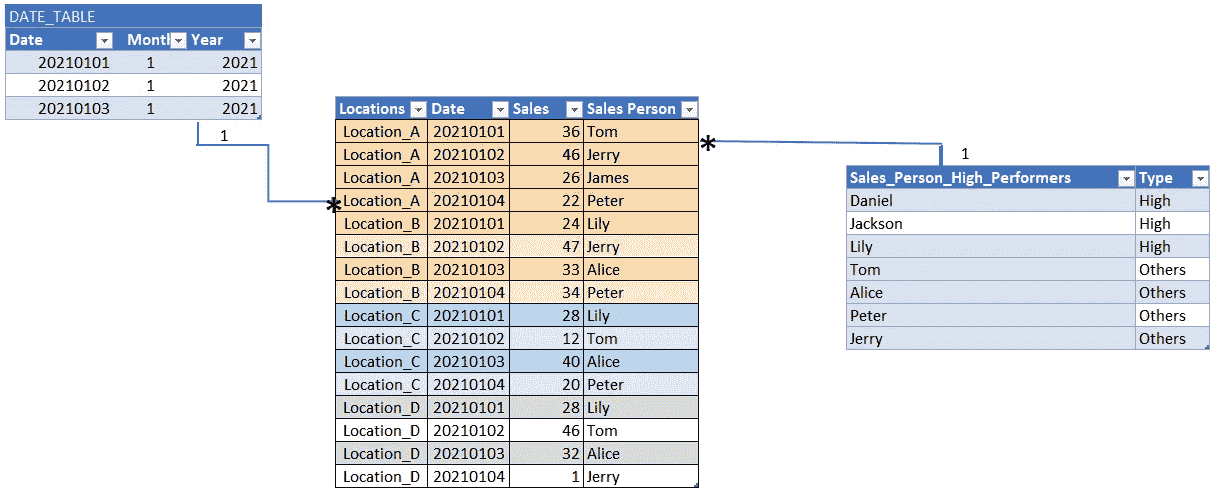 DATE_TABLE
Date Month Year
20210101 1 2021
20210102 1 2021
20210103 1 2021
1
*
Locations Date Sales Sales Person
Location_A 20210101 36 Tom
Location_A 20210102 46 Jerry
Location_A 20210103 26 James
Location_A 20210104 22 Peter
Location_B 20210101 24 Lily
Location_B 20210102 47 Jerry
Location_B 20210103 33 Alice
Location_B 20210104 34 Peter
Location_C 20210101 28 Lily
Location_C 20210102 12 Tom
Location_C 20210103 40 Alice
Location_C 20210104 20 Peter
Location_D 20210101 28 Lily
Location_D 20210102 46 Tom
Location_D 20210103 32 Alice
Location_D 20210104 1 Jerry
*
1
Sales_Person_High_Performers Type
Daniel High
Jackson High
Lily High
Tom Others
Alice Others
Peter Others
Jerry Others